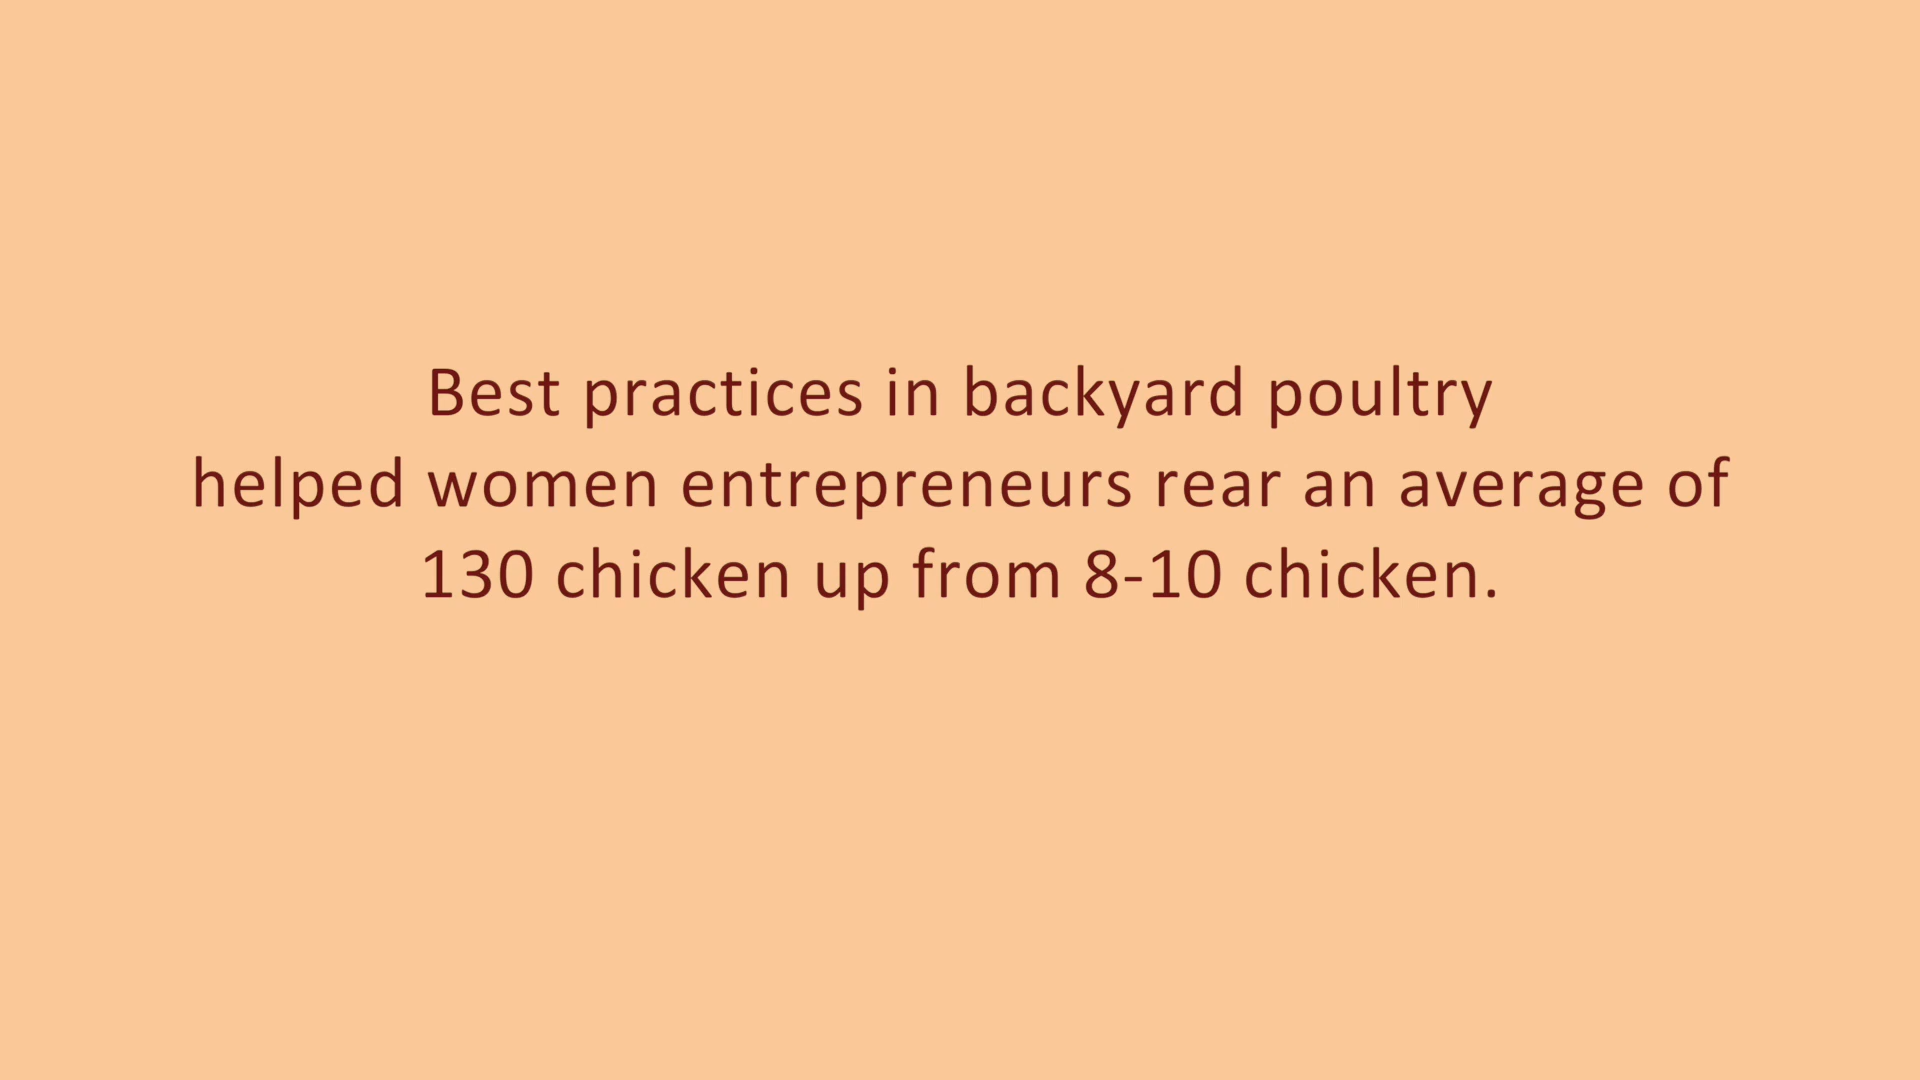 Best practices in backyard poultry
helped women entrepreneurs rear an average of
130 chicken up from 8-10 chicken.